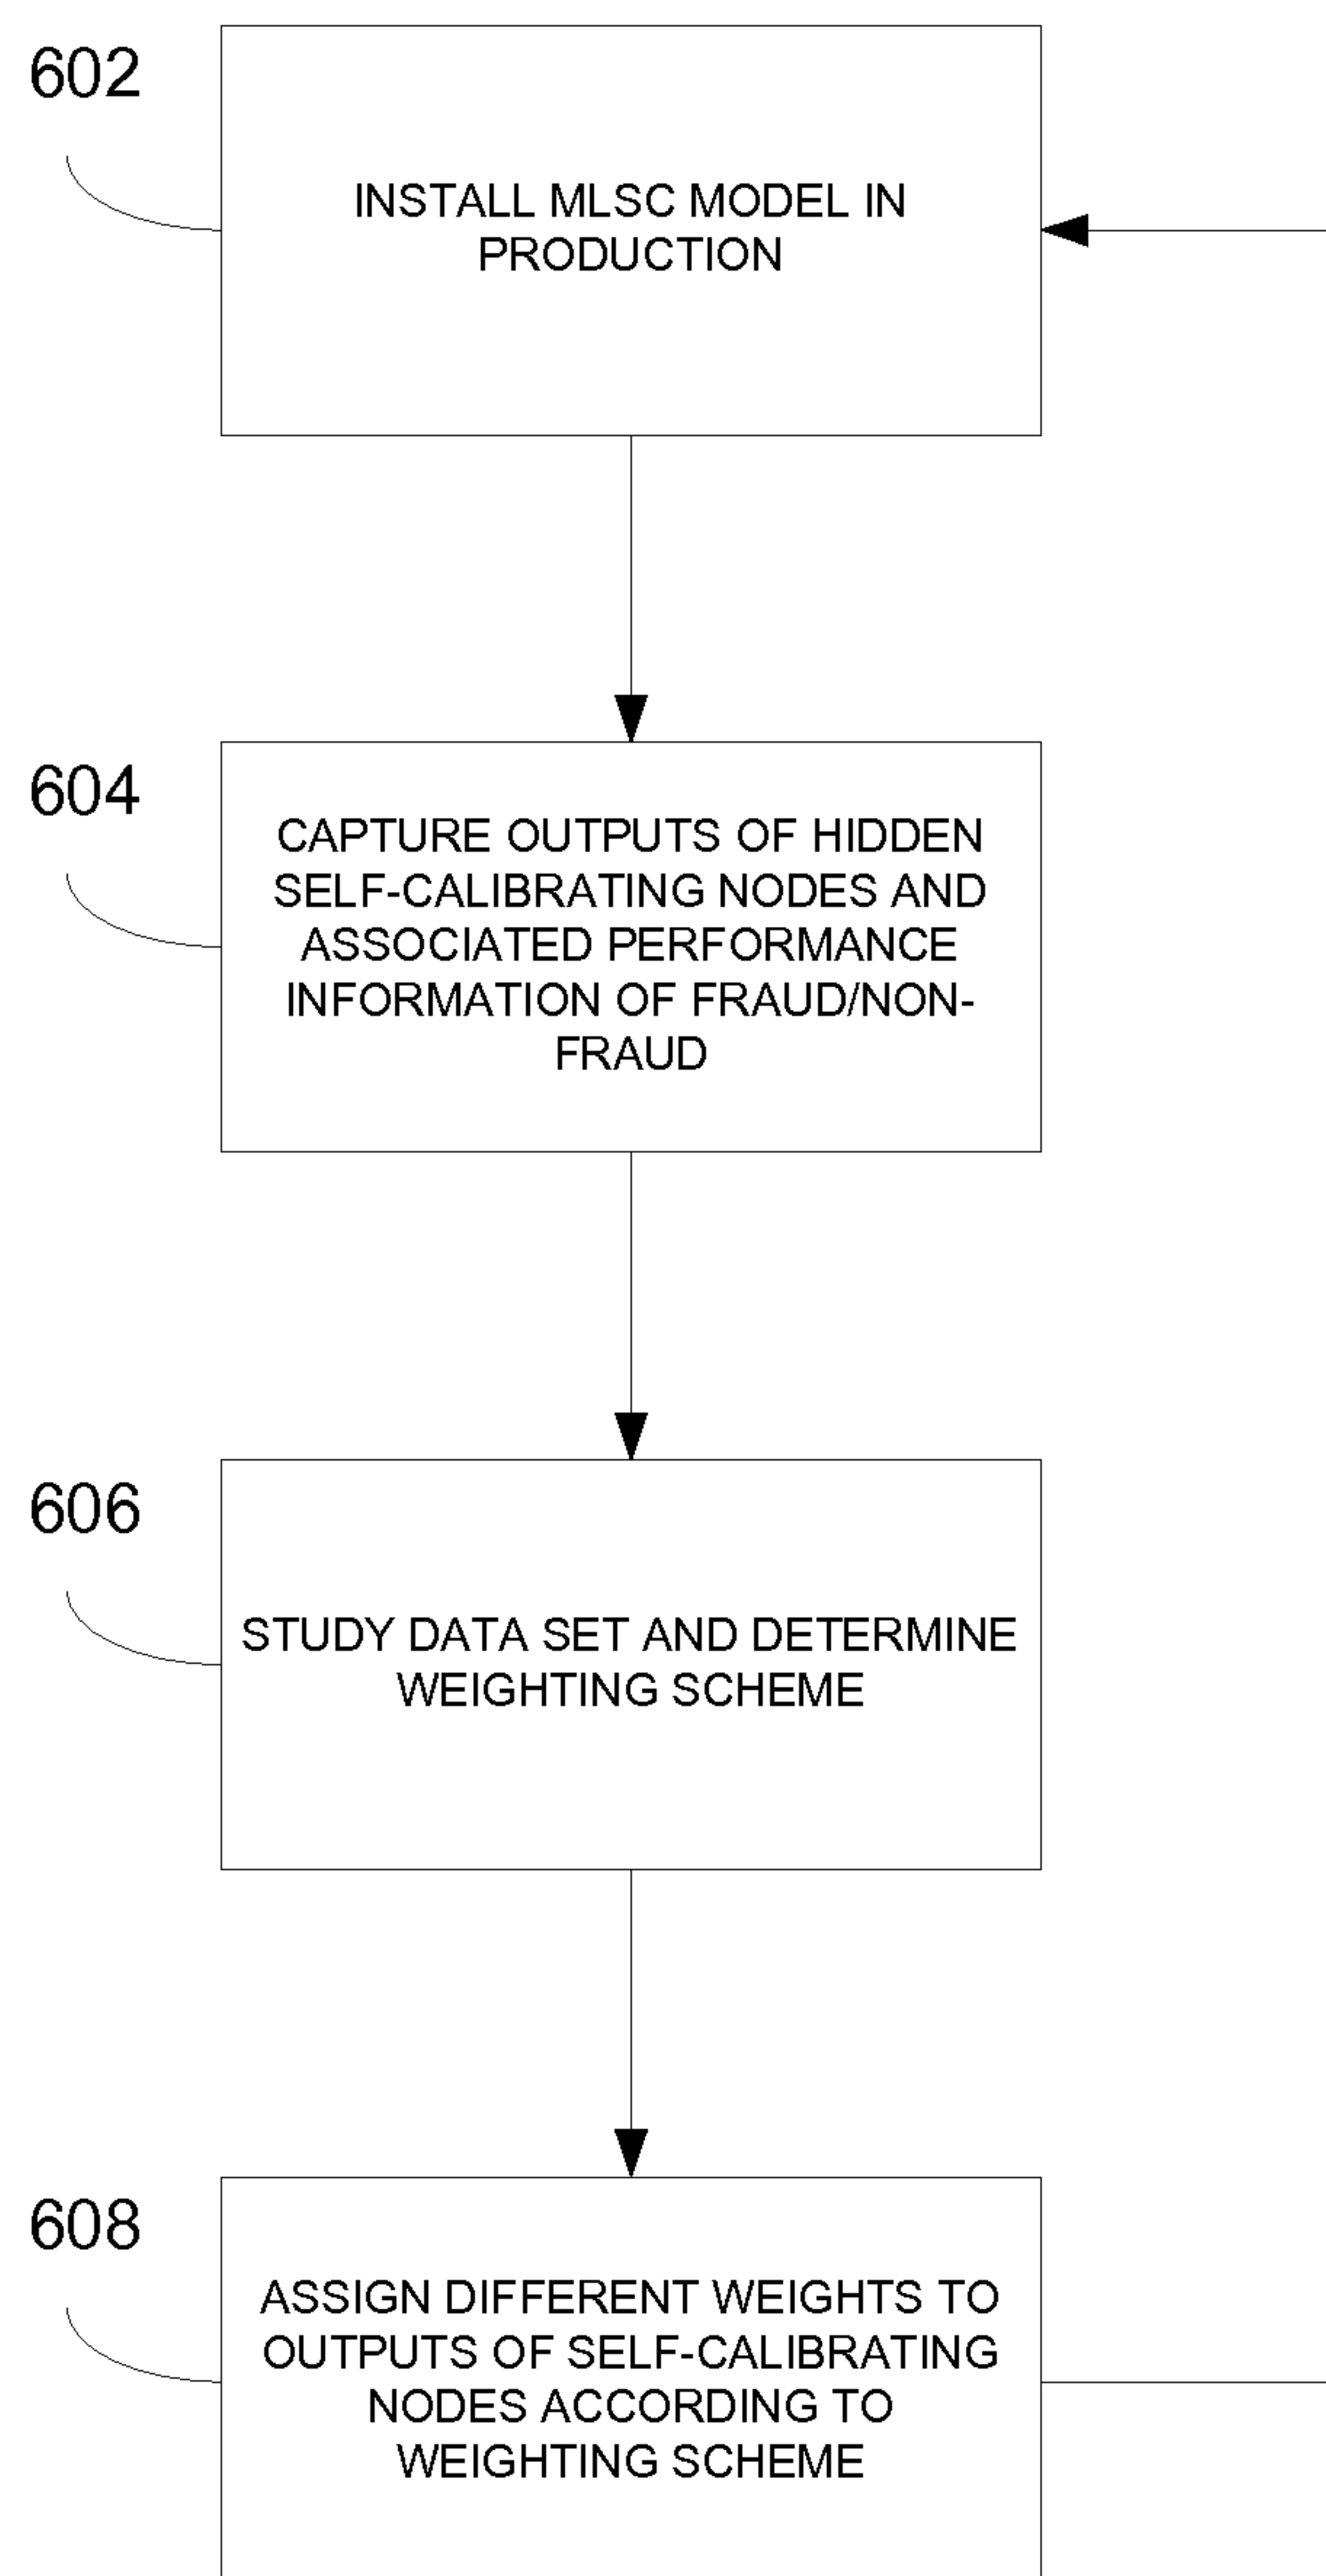 602
INSTALL MLSC MODEL IN
PRODUCTION
604
CAPTURE OUTPUTS OF HIDDEN
SELF-CALIBRATING NODES AND
ASSOCIATED PERFORMANCE
INFORMATION OF FRAUD/NON-
FRAUD
606
STUDY DATA SET AND DETERMINE
WEIGHTING SCHEME
608
ASSIGN DIFFERENT WEIGHTS TO
OUTPUTS OF SELF-CALIBRATING
NODES ACCORDING TO
WEIGHTING SCHEME